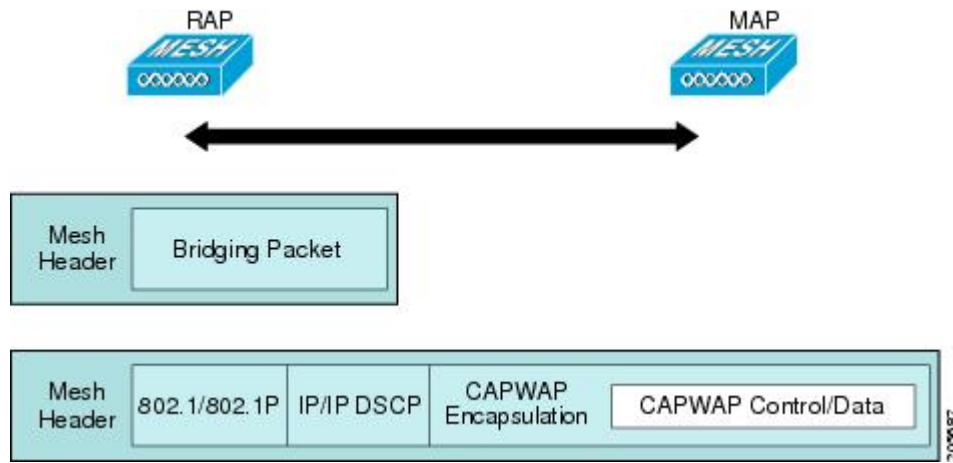 RAP
MAP
MESH
MESH
Mesh
Header
Bridging Packet
Mesh
Header
802.1/802.1P
IP/IP DSCP
CAPWAP
Encapsulation
CAPWAP Control/Data